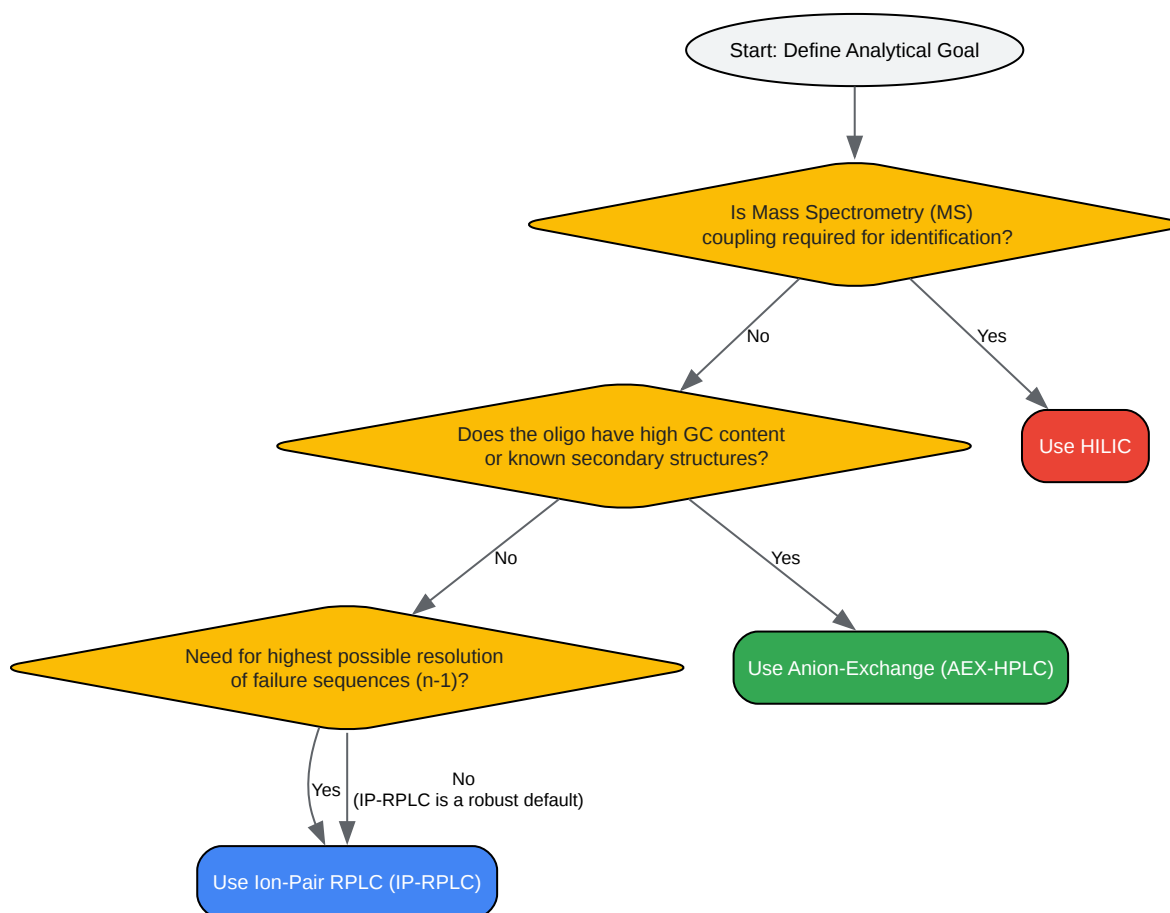 Start: Define Analytical Goal
Is Mass Spectrometry (MS)
coupling required for identification?
No
Yes
Does the oligo have high GC content
or known secondary structures?
Use HILIC
No
Yes
Need for highest possible resolution
of failure sequences (n-1)?
Use Anion-Exchange (AEX-HPLC)
Yes
No
(IP-RPLC is a robust default)
Use Ion-Pair RPLC (IP-RPLC)